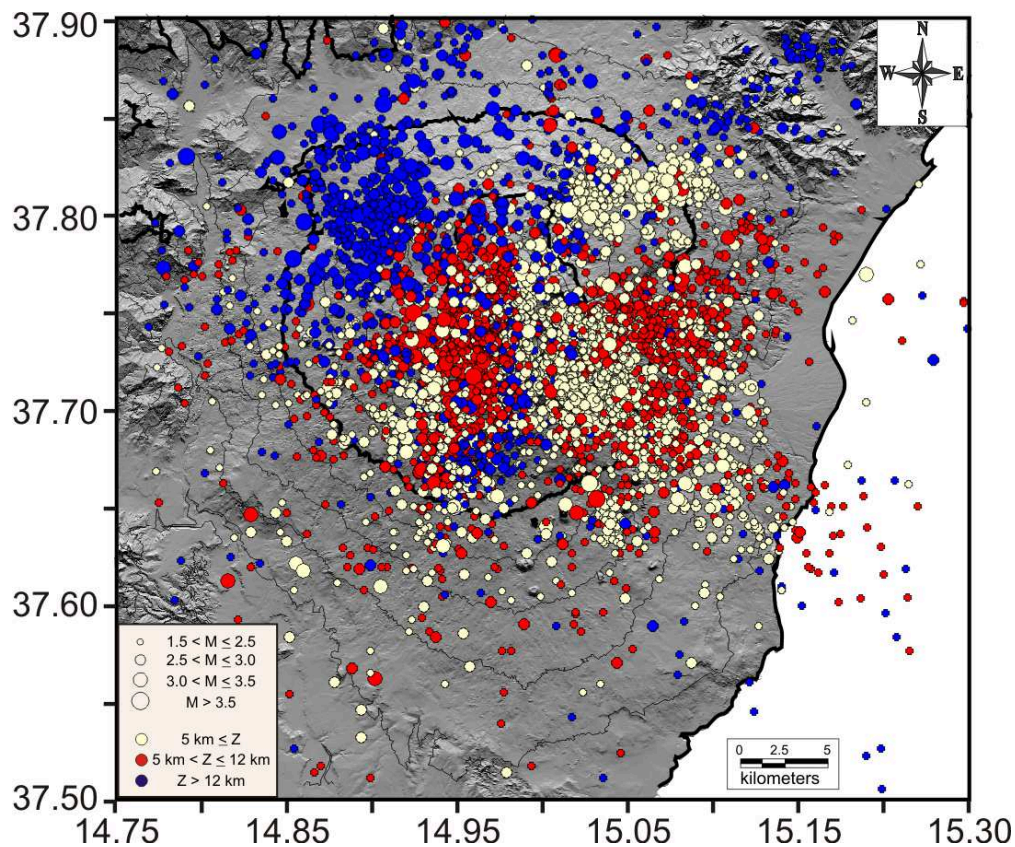 37.90
37.80
37.70
37.60
37.50
14.75 14.85 14.95 15.05 15.15 15.30
N
W E
S
1.5 < M ≤ 2.5
2.5 < M ≤ 3.0
3.0 < M ≤ 3.5
M > 3.5
5 km ≤ Z
5 km < Z ≤ 12 km
Z > 12 km
0 2.5 5
kilometers